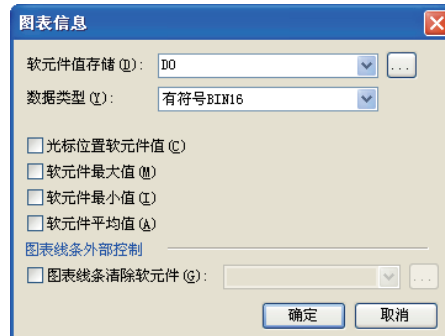 图表信息
软元件值存储(D): D0 ...
数据类型(Y): 有符号BIN16
光标位置软元件值(C)
软元件最大值(M)
软元件最小值(I)
软元件平均值(A)
图表线条外部控制
图表线条清除软元件(G): ...
确定 取消